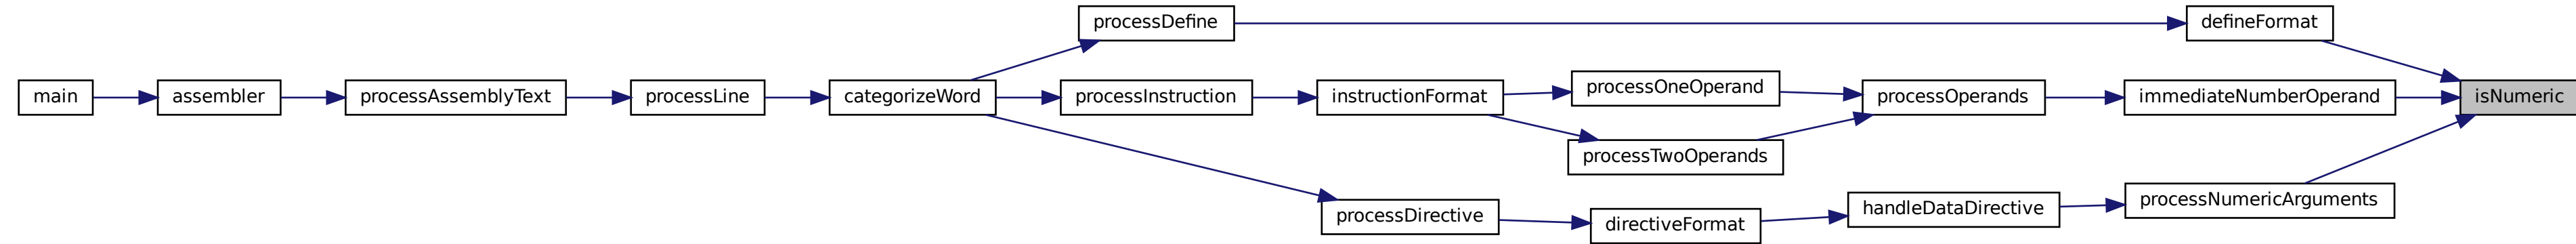 processDefine
defineFormat
main
assembler
processAssemblyText
processLine
categorizeWord
processInstruction
instructionFormat
processOneOperand
processOperands
immediateNumberOperand
isNumeric
processTwoOperands
processDirective
directiveFormat
handleDataDirective
processNumericArguments